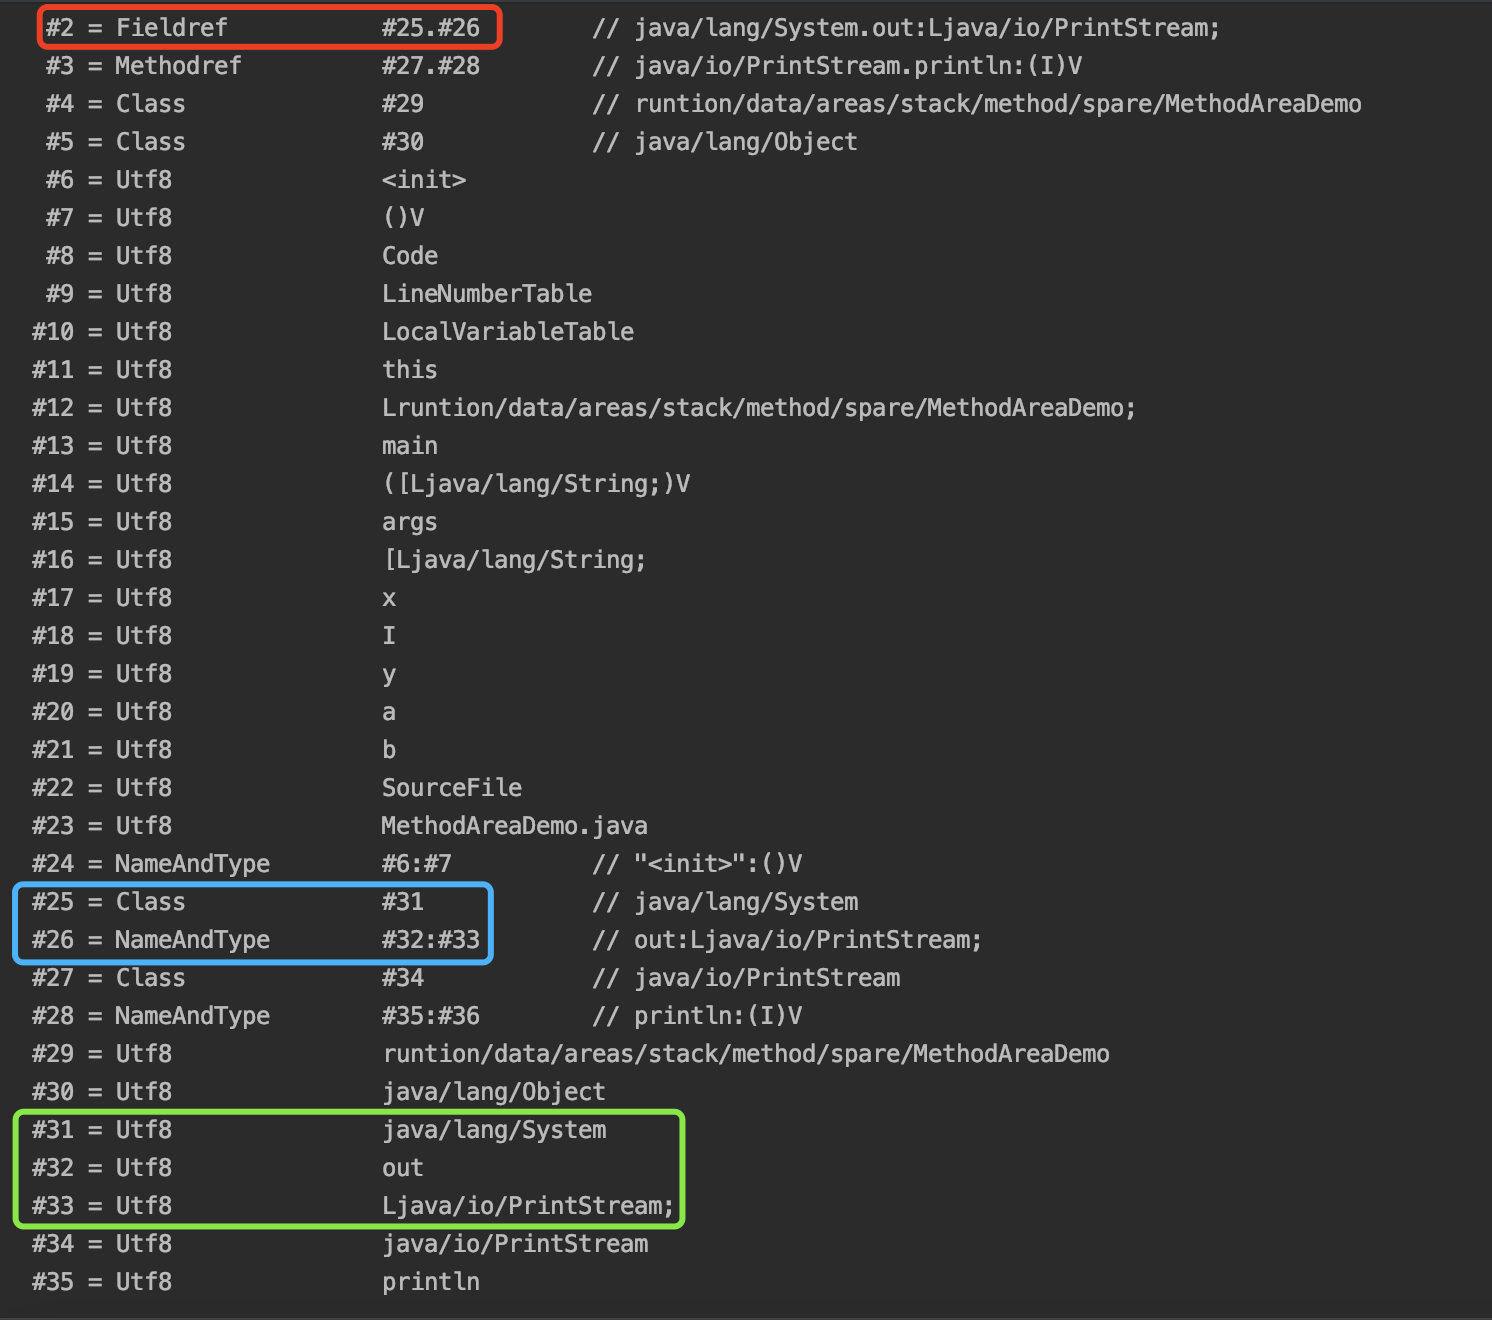 #2 = Fieldref #25.#26 // java/lang/System.out:Ljava/io/PrintStream;
#3 = Methodref #27.#28 // java/io/PrintStream.println:(I)V
#4 = Class #29 // runtion/data/areas/stack/method/spare/MethodAreaDemo
#5 = Class #30 // java/lang/Object
#6 = Utf8 <init>
#7 = Utf8 ()V
#8 = Utf8 Code
#9 = Utf8 LineNumberTable
#10 = Utf8 LocalVariableTable
#11 = Utf8 this
#12 = Utf8 Lruntion/data/areas/stack/method/spare/MethodAreaDemo;
#13 = Utf8 main
#14 = Utf8 ([Ljava/lang/String;)V
#15 = Utf8 args
#16 = Utf8 [Ljava/lang/String;
#17 = Utf8 x
#18 = Utf8 I
#19 = Utf8 y
#20 = Utf8 a
#21 = Utf8 b
#22 = Utf8 SourceFile
#23 = Utf8 MethodAreaDemo.java
#24 = NameAndType #6:#7 // "<init>":()V
#25 = Class #31 // java/lang/System
#26 = NameAndType #32:#33 // out:Ljava/io/PrintStream;
#27 = Class #34 // java/io/PrintStream
#28 = NameAndType #35:#36 // println:(I)V
#29 = Utf8 runtion/data/areas/stack/method/spare/MethodAreaDemo
#30 = Utf8 java/lang/Object
#31 = Utf8 java/lang/System
#32 = Utf8 out
#33 = Utf8 Ljava/io/PrintStream;
#34 = Utf8 java/io/PrintStream
#35 = Utf8 println